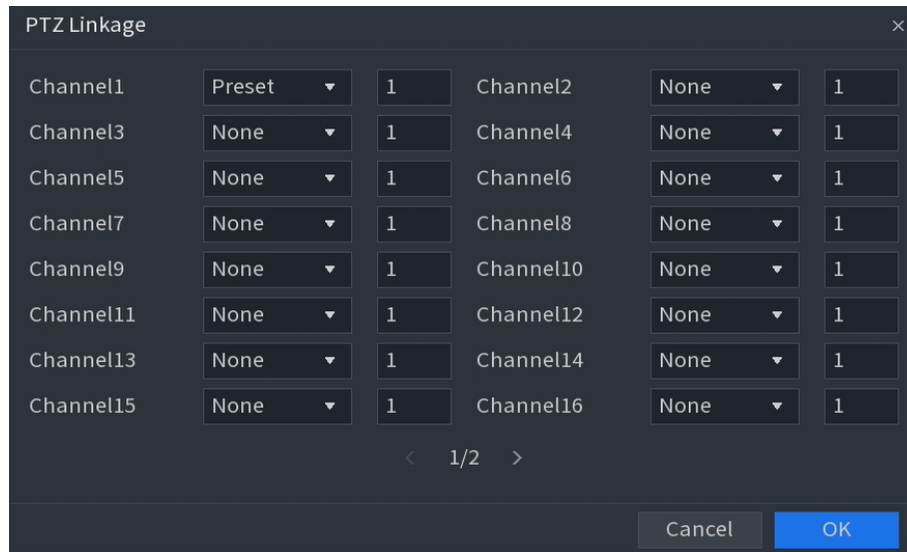 PTZ Linkage ×
Channel1 Preset 1 Channel2 None 1
Channel3 None 1 Channel4 None 1
Channel5 None 1 Channel6 None 1
Channel7 None 1 Channel8 None 1
Channel9 None 1 Channel10 None 1
Channel11 None 1 Channel12 None 1
Channel13 None 1 Channel14 None 1
Channel15 None 1 Channel16 None 1
< 1/2 >
Cancel OK